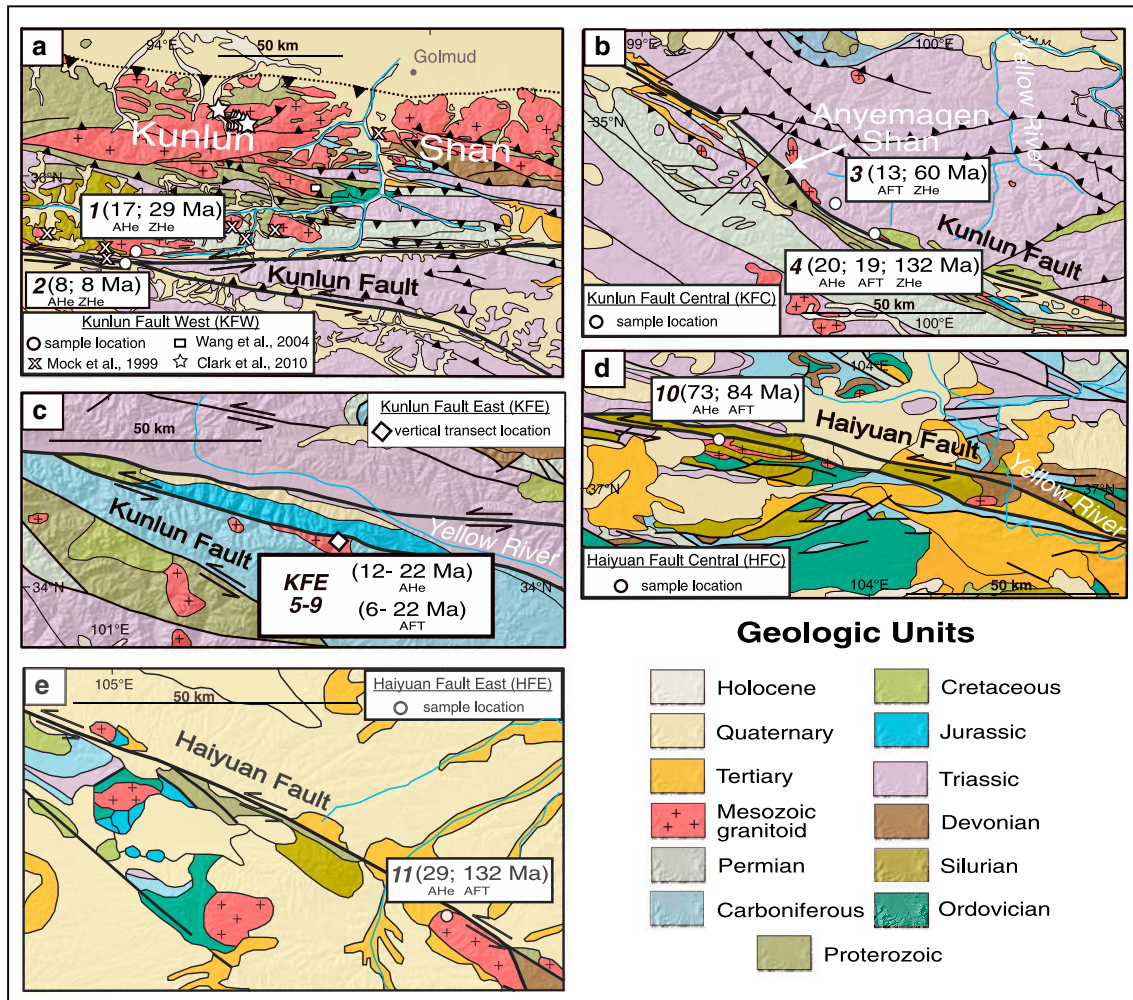 a
94°E
50 km
Golmud
Kunlun
Shan
36°N
1 (17; 29 Ma)
AHe ZHe
Kunlun Fault
2 (8; 8 Ma)
AHe ZHe
Kunlun Fault West (KFW)
sample location
Wang et al., 2004
Mock et al., 1999
Clark et al., 2010
b
99°E
100°E
Yellow River
35°N
Anyemaqen
Shan
3 (13; 60 Ma)
AFT ZHe
Kunlun Fault
4 (20; 19; 132 Ma)
AHe AFT ZHe
Kunlun Fault Central (KFC)
sample location
50 km
100°E
c
Kunlun Fault East (KFE)
vertical transect location
50 km
Kunlun Fault
Yellow River
34°N
34°N
KFE
5-9
(12- 22 Ma)
AHe
(6- 22 Ma)
AFT
101°E
d
104°E
10 (73; 84 Ma)
AHe AFT
Haiyuan Fault
Yellow River
37°N
37°N
Haiyuan Fault Central (HFC)
sample location
104°E
50 km
e
105°E
50 km
Haiyuan Fault East (HFE)
sample location
Haiyuan Fault
11 (29; 132 Ma)
AHe AFT
Geologic Units
Holocene
Cretaceous
Quaternary
Jurassic
Tertiary
Triassic
Mesozoic
granitoid
Devonian
Permian
Silurian
Carboniferous
Ordovician
Proterozoic